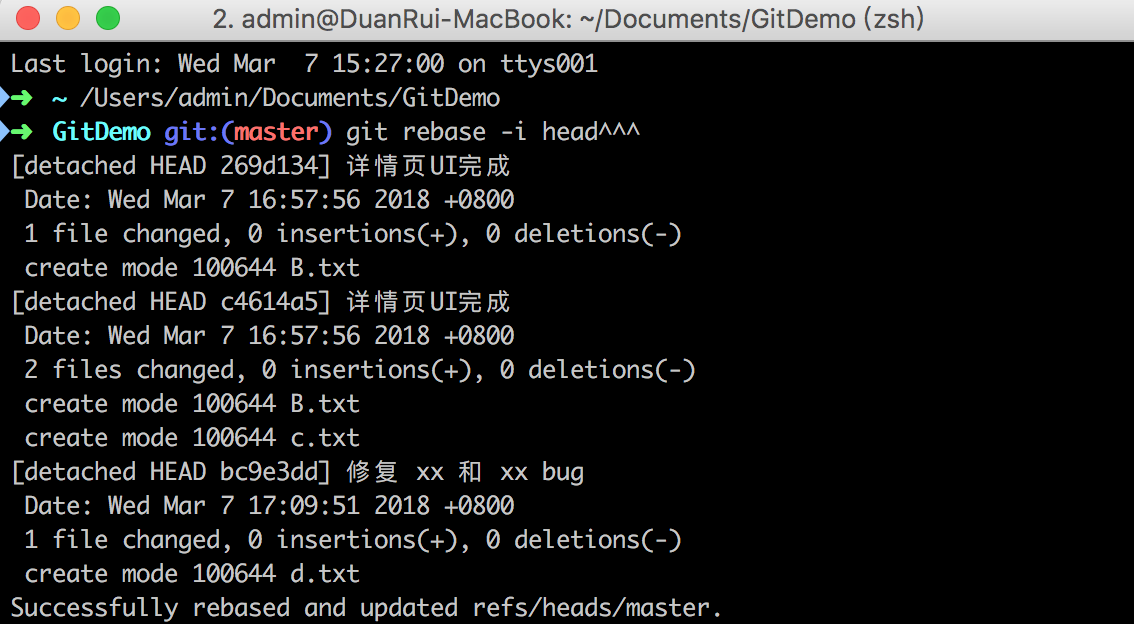 2. admin@DuanRui-MacBook: ~/Documents/GitDemo (zsh)
Last login: Wed Mar  7 15:27:00 on ttys001
➜  ~ /Users/admin/Documents/GitDemo
➜  GitDemo git:(master) git rebase -i head^^^
[detached HEAD 269d134] 详情页UI完成
 Date: Wed Mar 7 16:57:56 2018 +0800
 1 file changed, 0 insertions(+), 0 deletions(-)
 create mode 100644 B.txt
[detached HEAD c4614a5] 详情页UI完成
 Date: Wed Mar 7 16:57:56 2018 +0800
 2 files changed, 0 insertions(+), 0 deletions(-)
 create mode 100644 B.txt
 create mode 100644 c.txt
[detached HEAD bc9e3dd] 修复 xx 和 xx bug
 Date: Wed Mar 7 17:09:51 2018 +0800
 1 file changed, 0 insertions(+), 0 deletions(-)
 create mode 100644 d.txt
Successfully rebased and updated refs/heads/master.